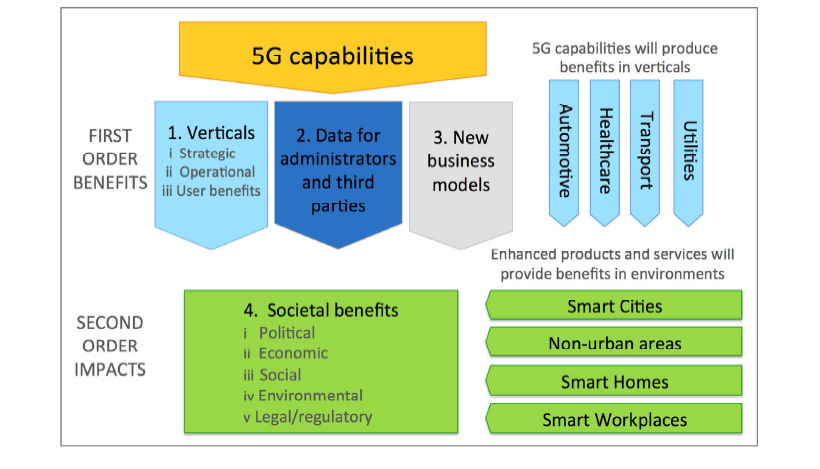 5G capabilities
5G capabilities will produce
benefits in verticals
FIRST
ORDER
BENEFITS
1. Verticals
i Strategic
ii Operational
iii User benefits
2. Data for
administrators
and third
parties
3. New
business
models
Automotive
Healthcare
Transport
Utilities
Enhanced products and services will
provide benefits in environments
SECOND
ORDER
IMPACTS
4. Societal benefits
i Political
ii Economic
iii Social
iv Environmental
v Legal/regulatory
Smart Cities
Non-urban areas
Smart Homes
Smart Workplaces